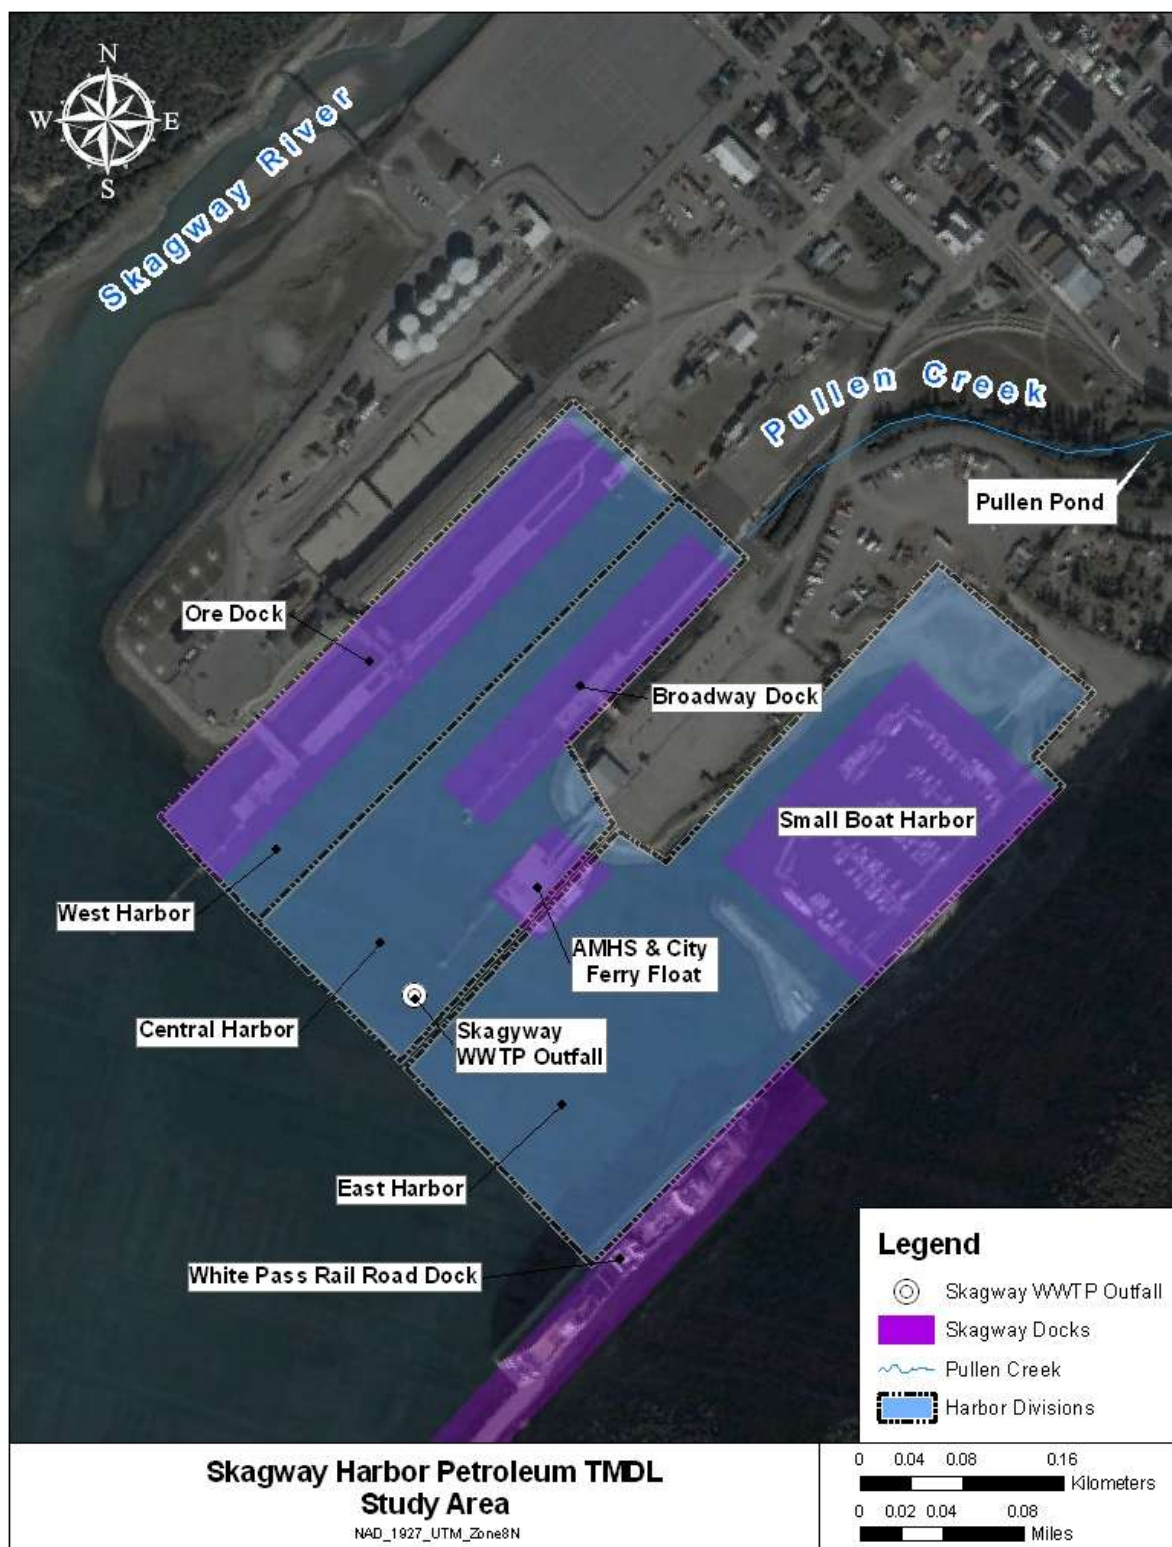 N
W E
S
Skagway River
Pullen Creek
Pullen Pond
Ore Dock
Broadway Dock
Small Boat Harbor
West Harbor
AMHS & City
Ferry Float
Central Harbor
Skagyway
WWTP Outfall
East Harbor
White Pass Rail Road Dock
Legend
Skagway WWTP Outfall
Skagway Docks
Pullen Creek
Harbor Divisions
Skagway Harbor Petroleum TMDL
Study Area
NAD_1927_UTM_Zone8N
0 0.04 0.08 0.16
Kilometers
0 0.02 0.04 0.08
Miles